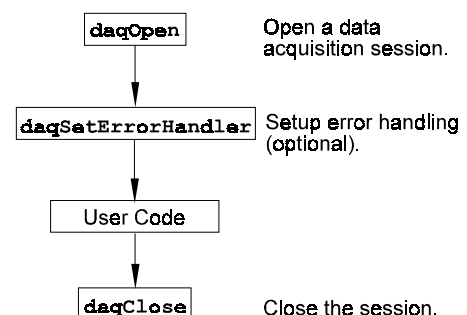 daqOpen
Open a data
acquisition session.
daqSetErrorHandler
Setup error handling
(optional).
User Code
daqClose
Close the session.